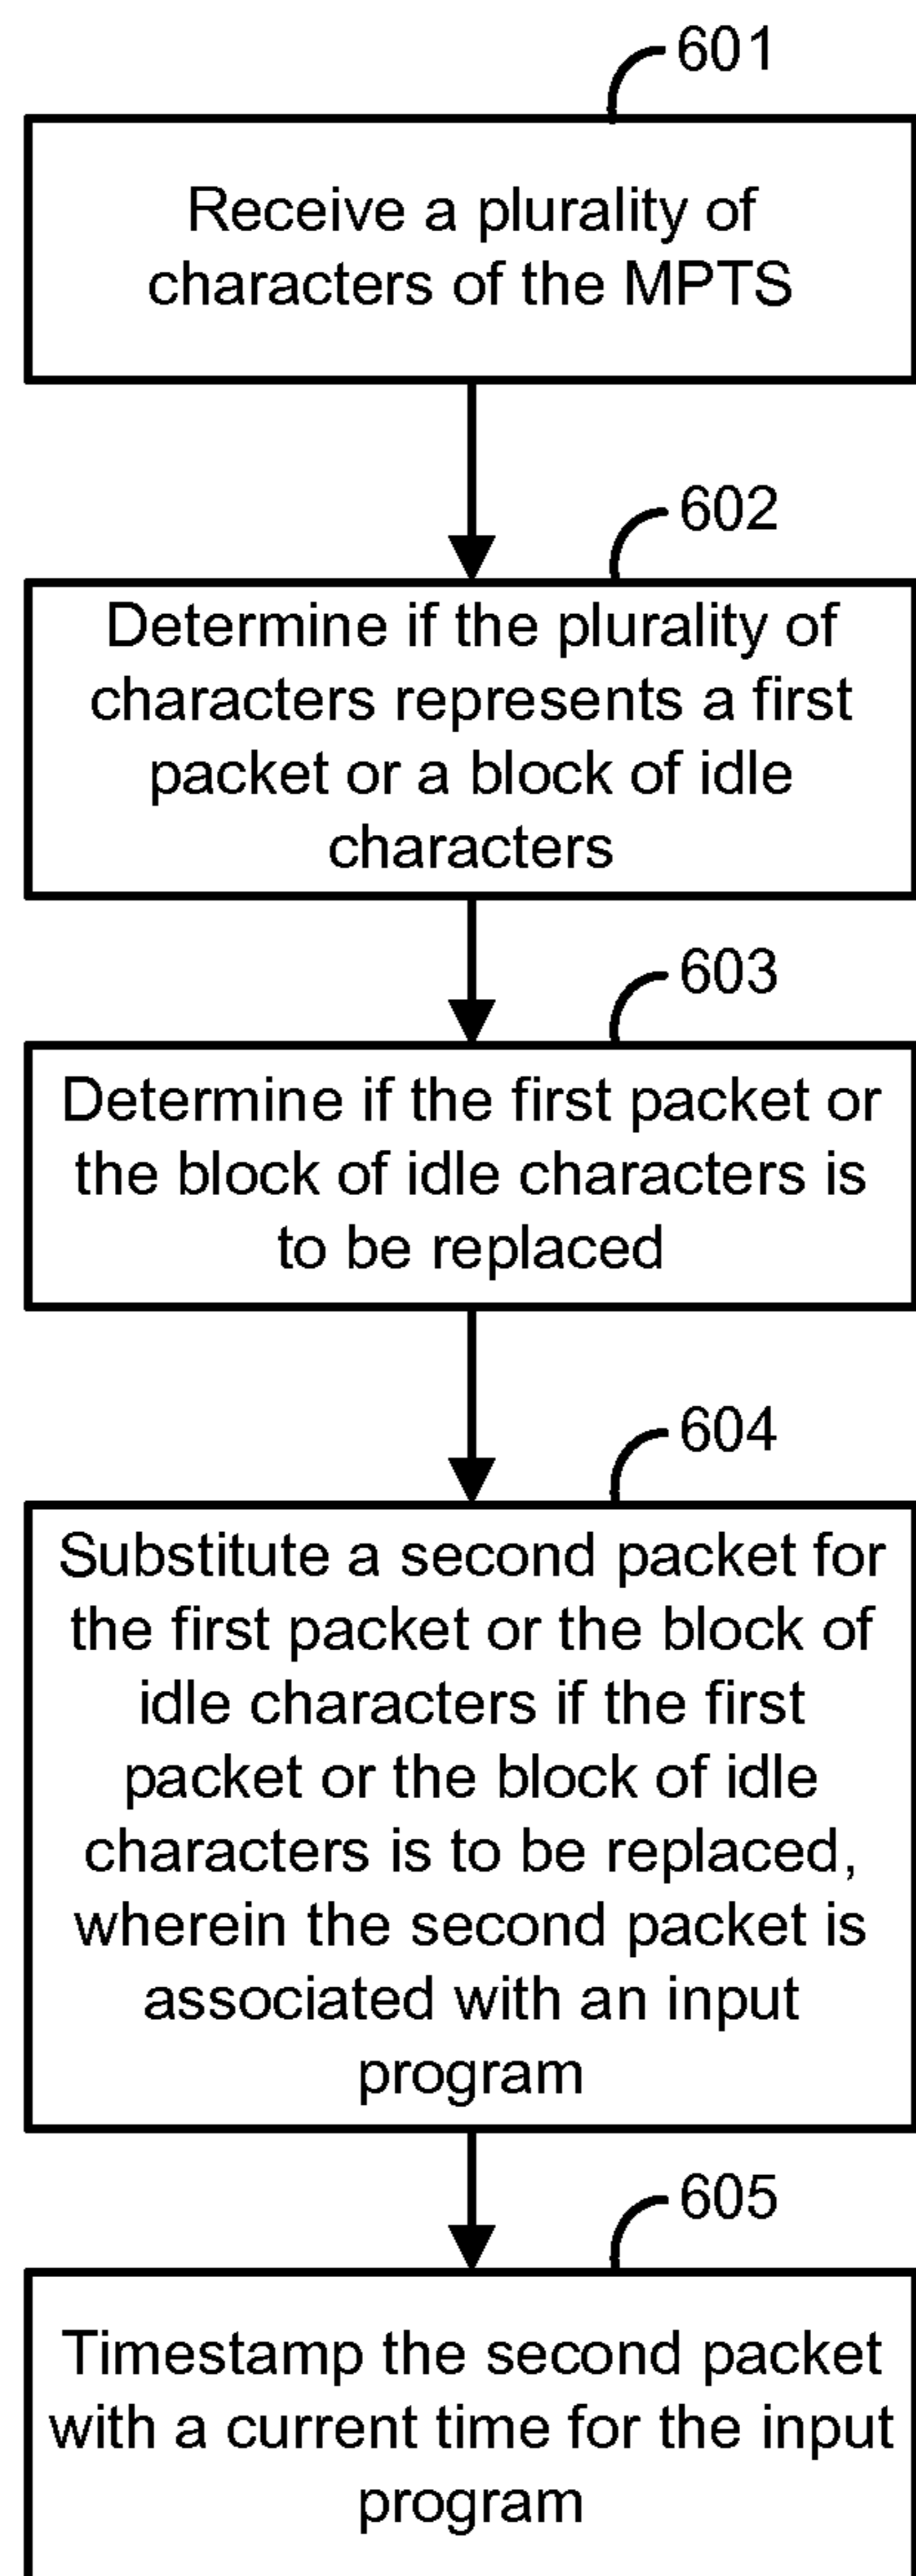 601
Receive a plurality of
characters of the MPTS
602
Determine if the plurality of
characters represents a first
packet or a block of idle
characters
603
Determine if the first packet or
the block of idle characters is
to be replaced
604
Substitute a second packet for
the first packet or the block of
idle characters if the first
packet or the block of idle
characters is to be replaced,
wherein the second packet is
associated with an input
program
605
Timestamp the second packet
with a current time for the input
program